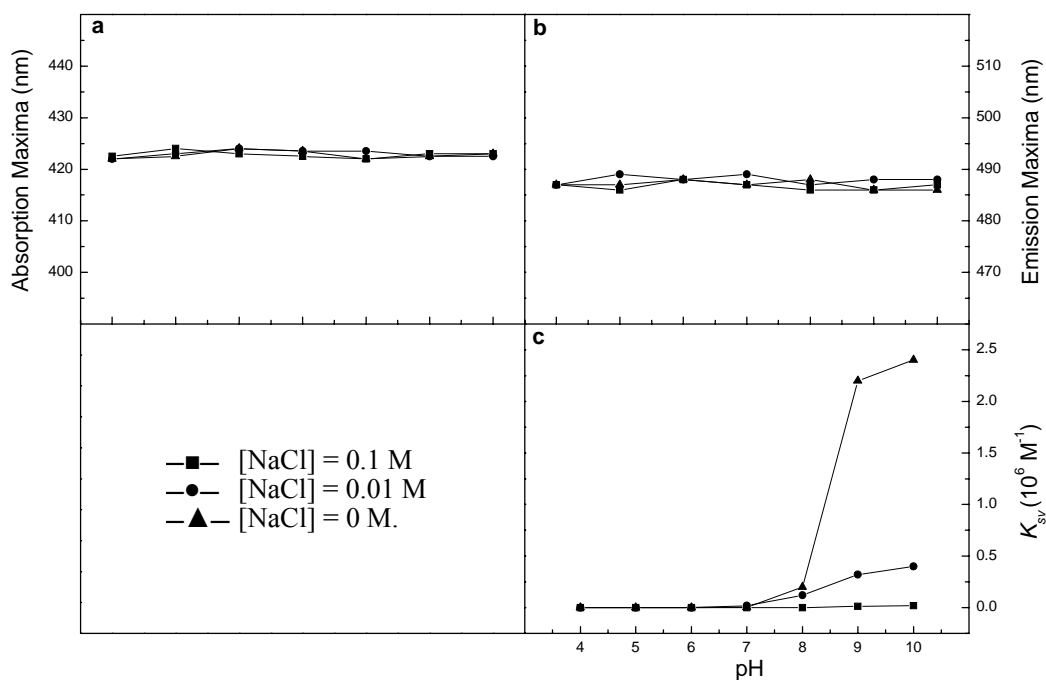 a
440
430
420
410
400
Absorption Maxima (nm)
b
510
500
490
480
470
Emission Maxima (nm)
[NaCl] = 0.1 M
[NaCl] = 0.01 M
[NaCl] = 0 M.
c
2.5
2.0
1.5
1.0
0.5
0.0
K_sv (10^6 M^-1)
4 5 6 7 8 9 10
pH